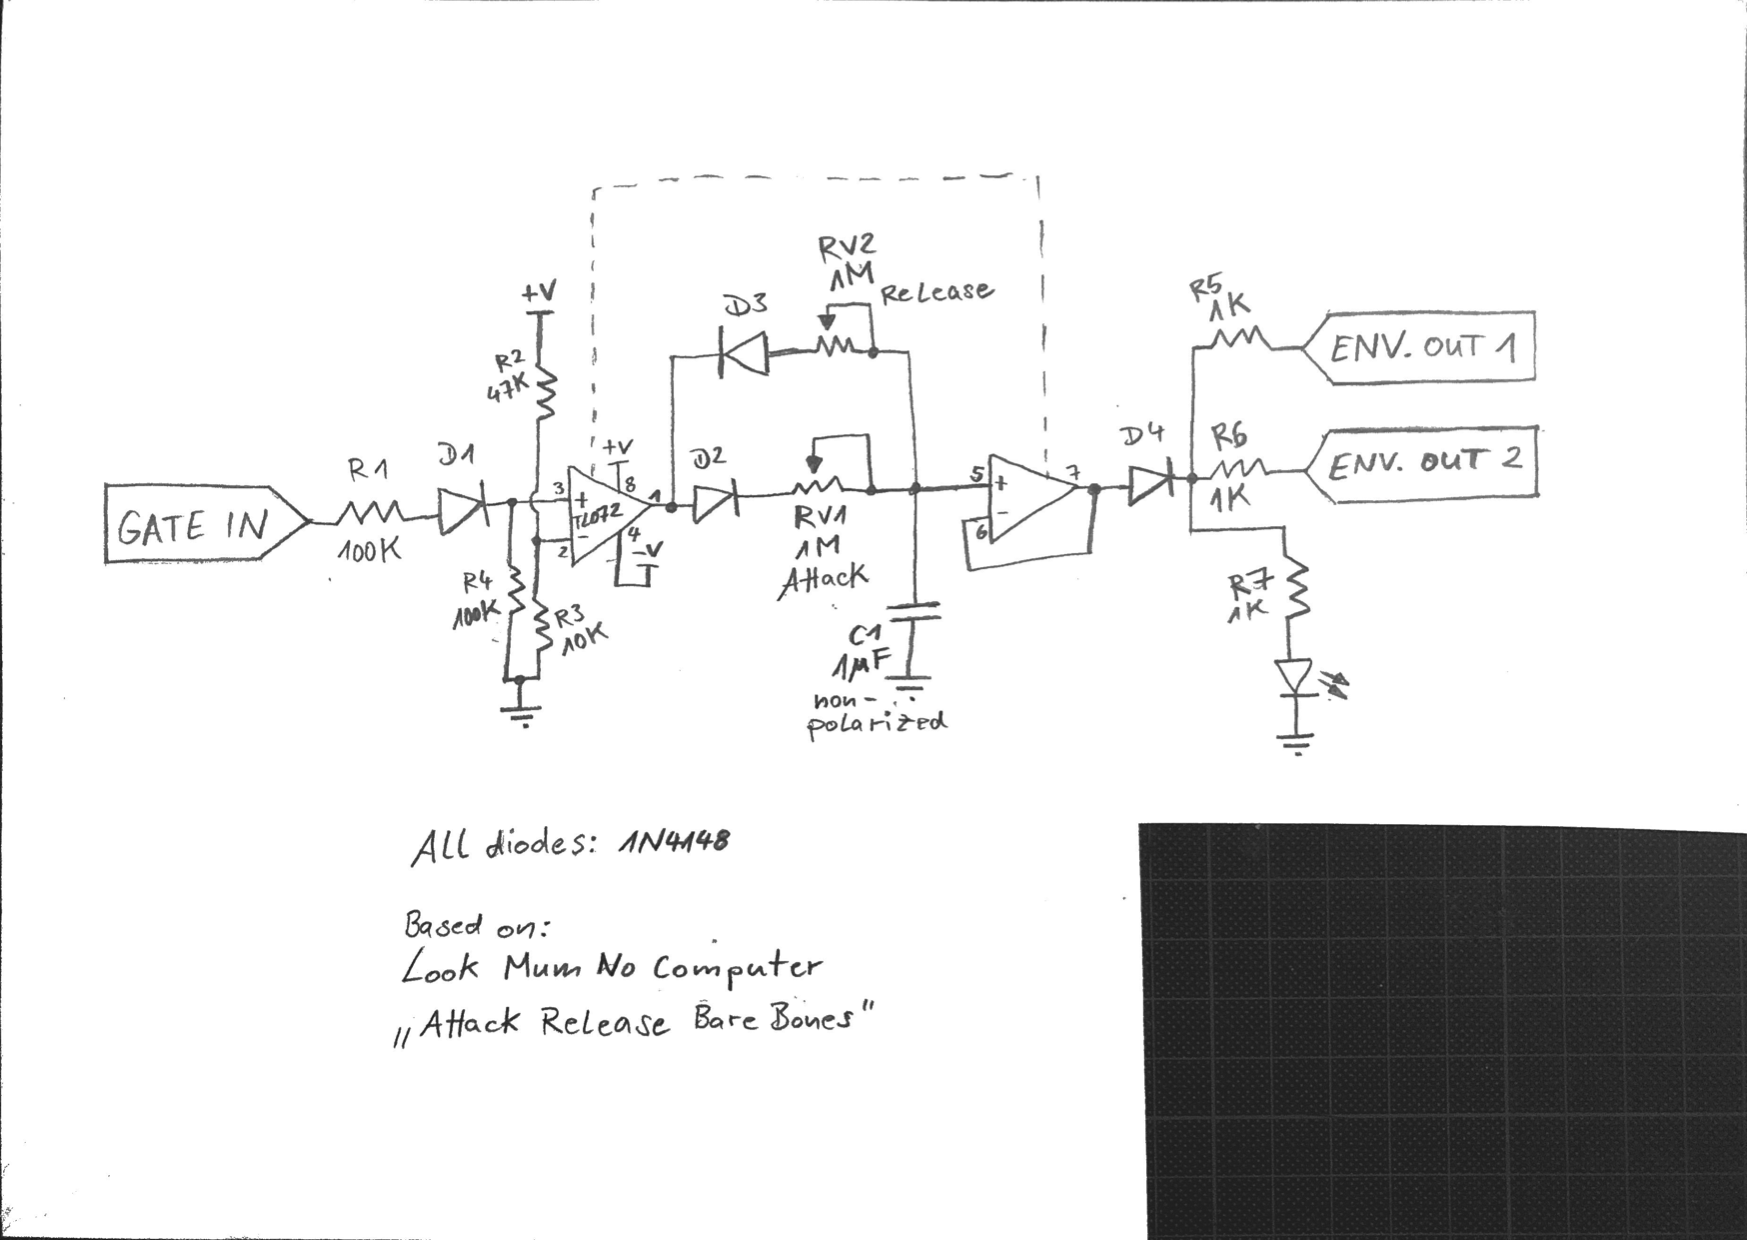 RV2
1M
Release
D3
+V
R2
47K
R5
1K
ENV. OUT 1
R1
100K
D1
+V
8
3
+
TL072
-
2
4
-V
1
D2
RV1
1M
Attack
5
+
-
6
7
D4
R6
1K
ENV. OUT 2
GATE IN
R4
100K
R3
10K
C1
1µF
non-
polarized
R7
1K
All diodes: 1N4148
Based on:
Look Mum No Computer
„Attack Release Bare Bones"